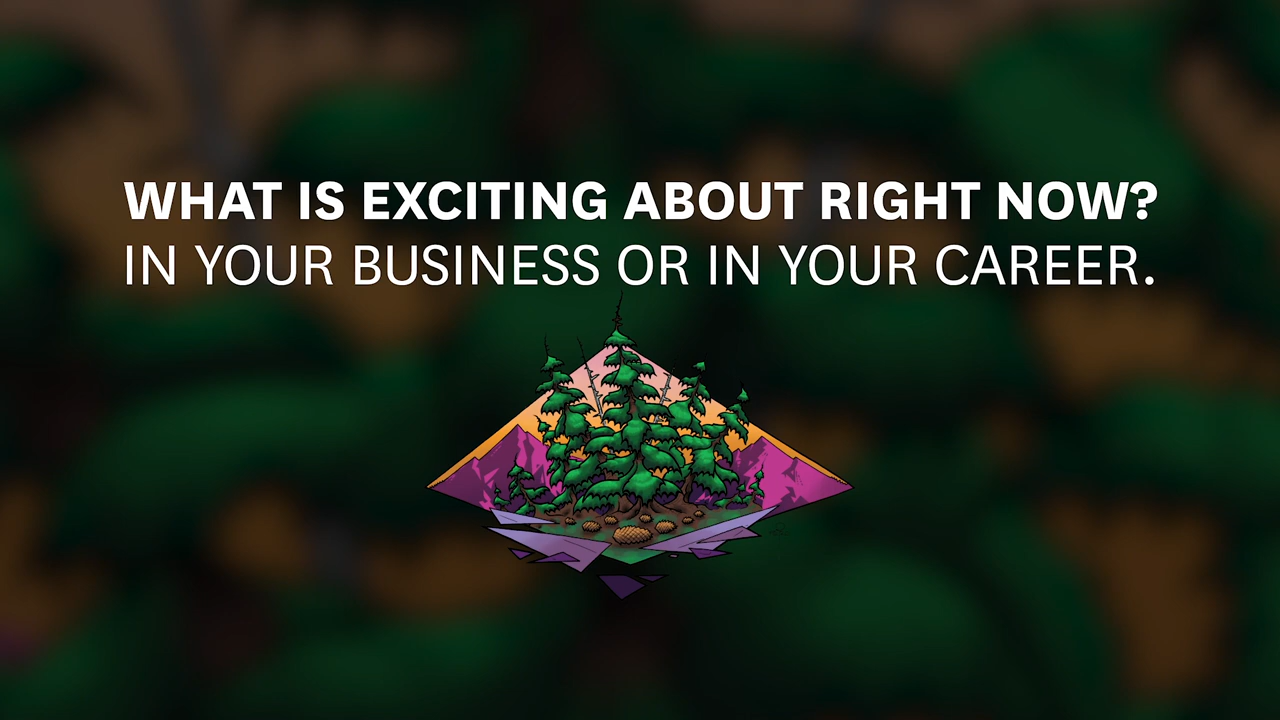 WHAT IS EXCITING ABOUT RIGHT NOW?
IN YOUR BUSINESS OR IN YOUR CAREER.